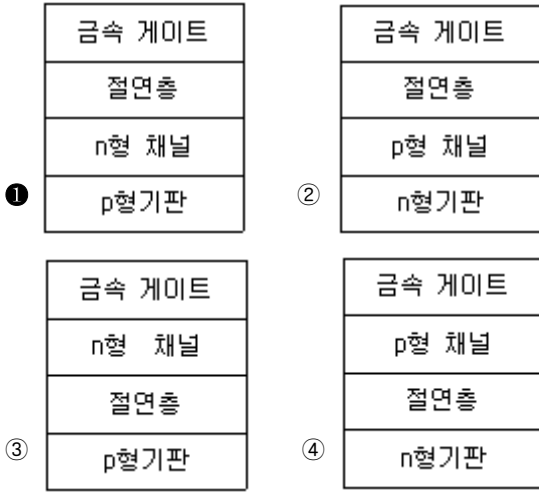 금속 게이트
절연층
n형 채널
❶ p형기판
금속 게이트
절연층
p형 채널
② n형기판
금속 게이트
n형 채널
절연층
③ p형기판
금속 게이트
p형 채널
절연층
④ n형기판